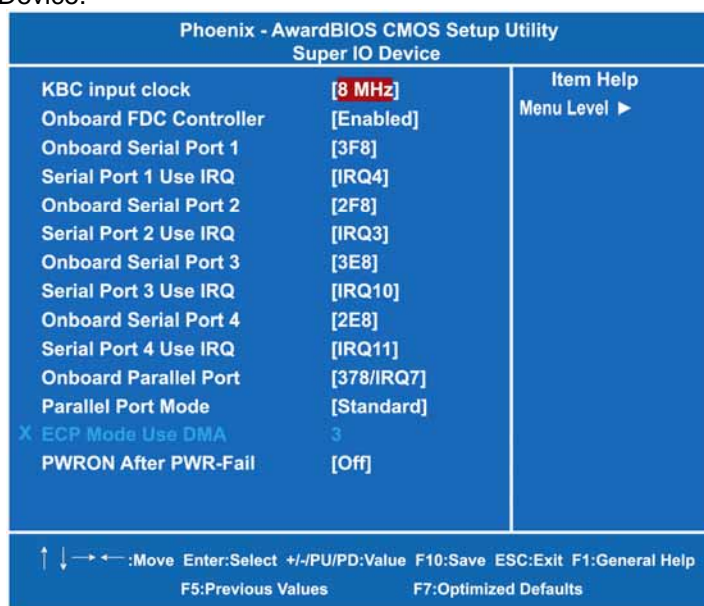 Device:
Phoenix - AwardBIOS CMOS Setup Utility
Super IO Device
KBC input clock [8 MHz]
Onboard FDC Controller [Enabled]
Onboard Serial Port 1 [3F8]
Serial Port 1 Use IRQ [IRQ4]
Onboard Serial Port 2 [2F8]
Serial Port 2 Use IRQ [IRQ3]
Onboard Serial Port 3 [3E8]
Serial Port 3 Use IRQ [IRQ10]
Onboard Serial Port 4 [2E8]
Serial Port 4 Use IRQ [IRQ11]
Onboard Parallel Port [378/IRQ7]
Parallel Port Mode [Standard]
X ECP Mode Use DMA 3
PWRON After PWR-Fail [Off]
Item Help
Menu Level ►
↑ ↓ → ← :Move Enter:Select +/-/PU/PD:Value F10:Save ESC:Exit F1:General Help
F5:Previous Values F7:Optimized Defaults